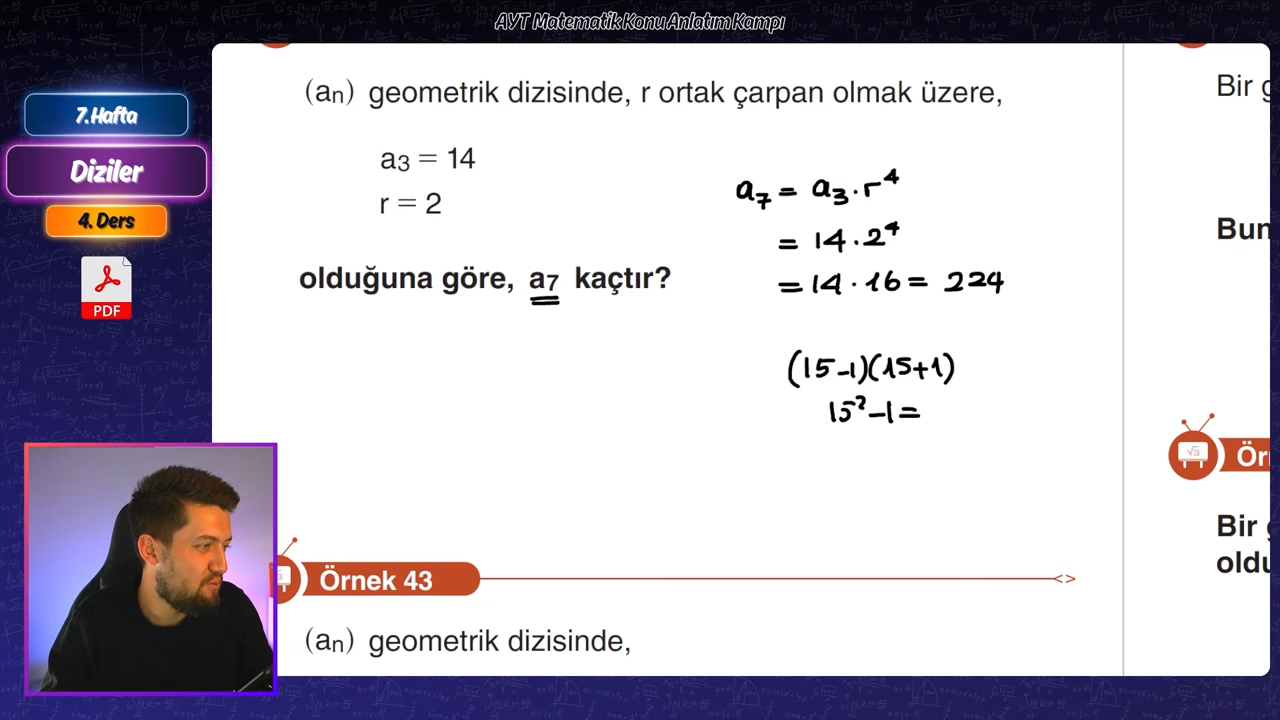 AYT Matematik Konu Anlatım Kampı
7.Hafta
Diziler
4. Ders
PDF
(an) geometrik dizisinde, r ortak çarpan olmak üzere,
a3 = 14
r = 2
olduğuna göre, a7 kaçtır?
a7 = a3 · r⁴
= 14 · 2⁴
= 14 · 16 = 224
(15-1)(15+1)
15² - 1 =
Örnek 43
<>
(an) geometrik dizisinde,
Bir
Bun
√3
Ör
Bir
oldu